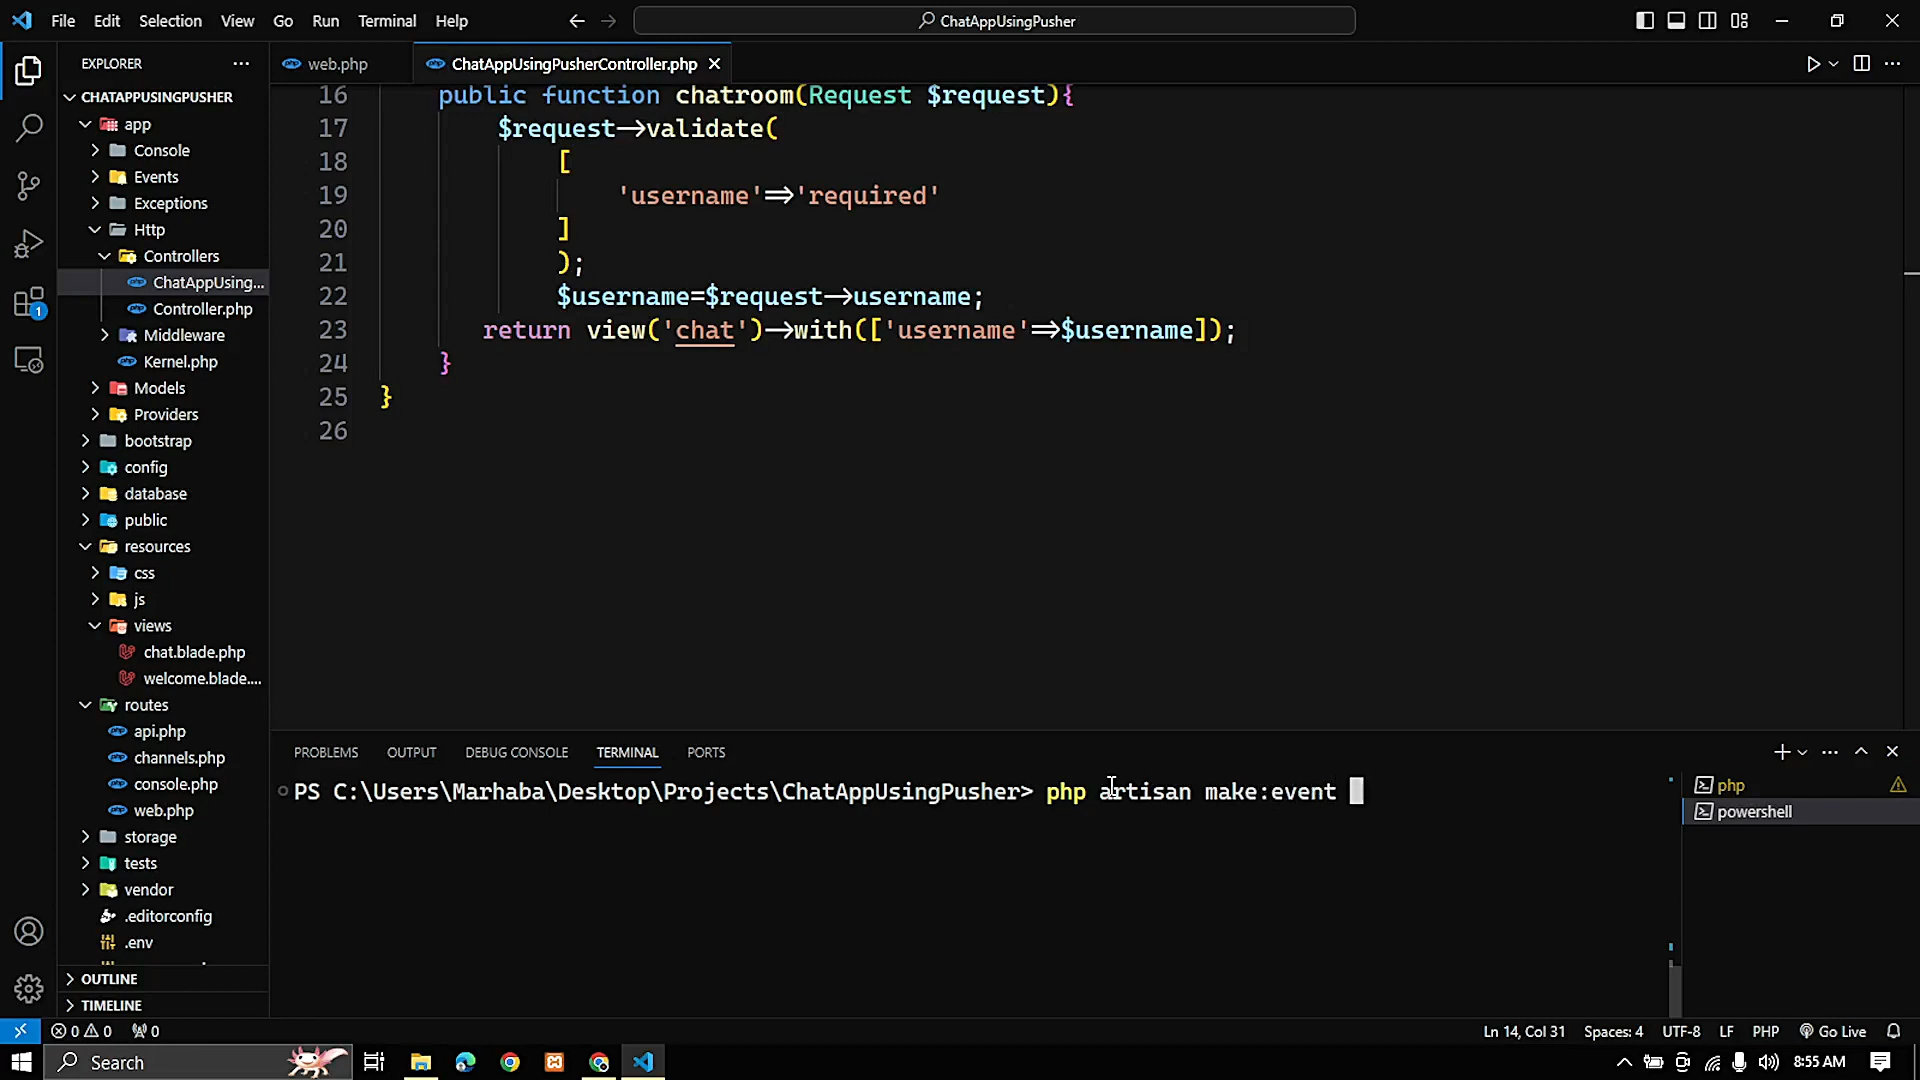 File Edit Selection View Go Run Terminal Help
ChatAppUsingPusher
EXPLORER
web.php
ChatAppUsingPusherController.php
CHATAPPUSINGPUSHER
app
Console
Events
Exceptions
Http
Controllers
ChatAppUsing...
Controller.php
Middleware
Kernel.php
Models
Providers
bootstrap
config
database
public
resources
css
js
views
chat.blade.php
welcome.blade....
routes
api.php
channels.php
console.php
web.php
storage
tests
vendor
.editorconfig
.env
OUTLINE
TIMELINE
1
16 public function chatroom(Request $request){
17 $request->validate(
18 [
19 'username'=>'required'
20 ]
21 );
22 $username=$request->username;
23 return view('chat')->with(['username'=>$username]);
24 }
25 }
26
PROBLEMS OUTPUT DEBUG CONSOLE TERMINAL PORTS
PS C:\Users\Marhaba\Desktop\Projects\ChatAppUsingPusher> php artisan make:event
php
powershell
0 0 0
Ln 14, Col 31 Spaces: 4 UTF-8 LF PHP Go Live
Search
8:55 AM